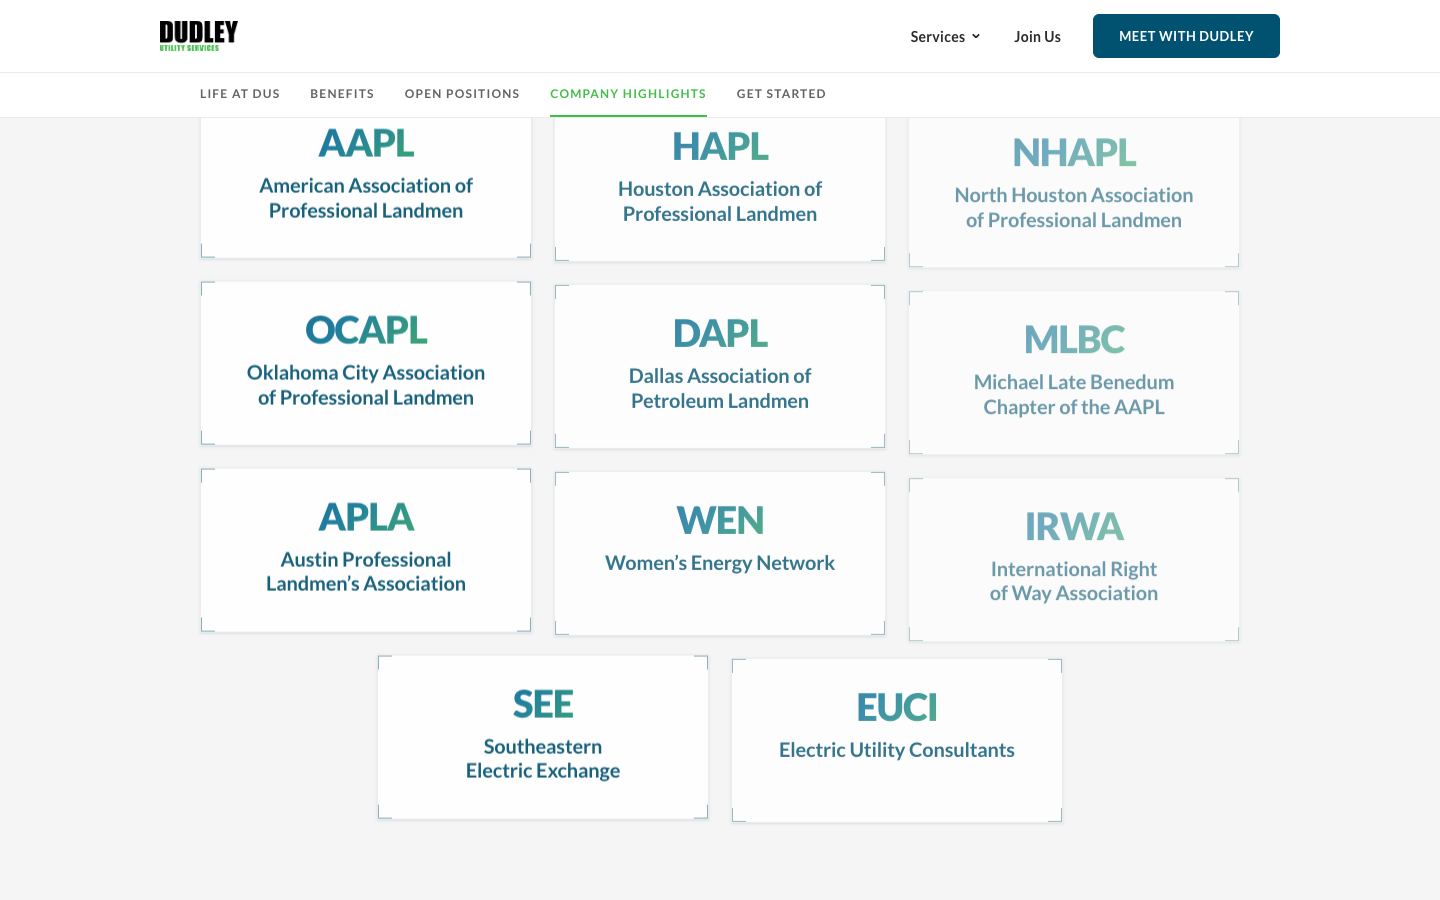 DUDLEY
UTILITY SERVICES
Services
Join Us
MEET WITH DUDLEY
LIFE AT DUS
BENEFITS
OPEN POSITIONS
COMPANY HIGHLIGHTS
GET STARTED
AAPL
American Association of
Professional Landmen
HAPL
Houston Association of
Professional Landmen
NHAPL
North Houston Association
of Professional Landmen
OCAPL
Oklahoma City Association
of Professional Landmen
DAPL
Dallas Association of
Petroleum Landmen
MLBC
Michael Late Benedum
Chapter of the AAPL
APLA
Austin Professional
Landmen’s Association
WEN
Women’s Energy Network
IRWA
International Right
of Way Association
SEE
Southeastern
Electric Exchange
EUCI
Electric Utility Consultants